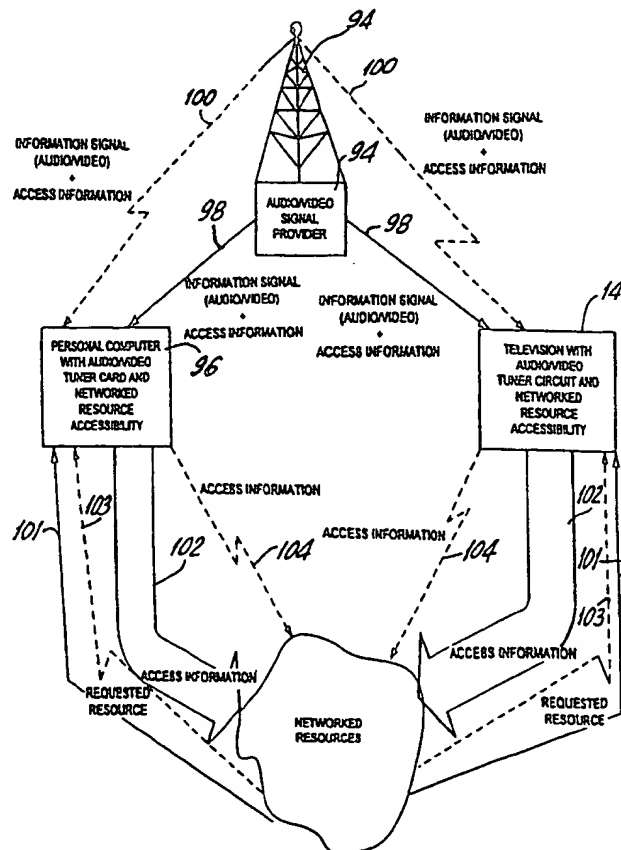 94
100
100
INFORMATION SIGNAL
(AUDIO/VIDEO)
+
ACCESS INFORMATION
INFORMATION SIGNAL
(AUDIO/VIDEO)
+
ACCESS INFORMATION
94
AUDIO/VIDEO
SIGNAL
PROVIDER
98
98
INFORMATION SIGNAL
(AUDIO/VIDEO)
+
ACCESS INFORMATION
INFORMATION SIGNAL
(AUDIO/VIDEO)
+
ACCESS INFORMATION
14
PERSONAL COMPUTER
WITH AUDIO/VIDEO
TUNER CARD AND
NETWORKED
RESOURCE
ACCESSIBILITY
96
TELEVISION WITH
AUDIO/VIDEO
TUNER CIRCUIT AND
NETWORKED
RESOURCE
ACCESSIBILITY
101
103
102
ACCESS INFORMATION
104
ACCESS INFORMATION
104
102
101
103
ACCESS INFORMATION
REQUESTED
RESOURCE
NETWORKED
RESOURCES
ACCESS INFORMATION
REQUESTED
RESOURCE